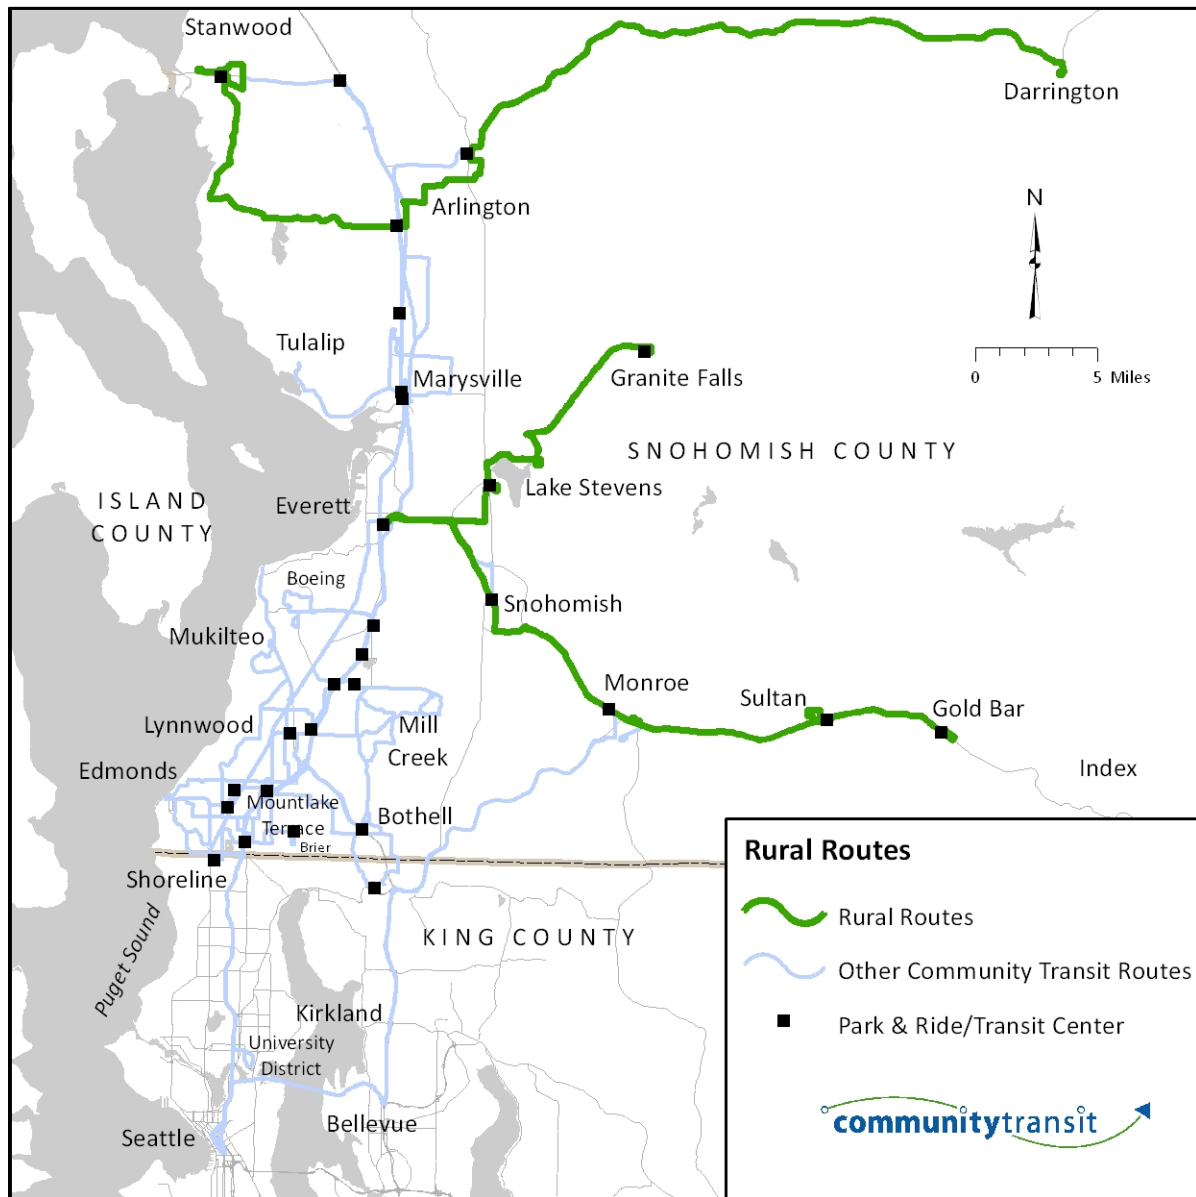 Stanwood
Darrington
Arlington
N
Tulalip
Marysville
Granite Falls
0 5 Miles
SNOHOMISH COUNTY
ISLAND
COUNTY
Lake Stevens
Everett
Boeing
Snohomish
Mukilteo
Monroe
Sultan
Gold Bar
Lynnwood
Mill
Creek
Edmonds
Index
Mountlake
Terrace
Bothell
Brier
Shoreline
Puget Sound
KING COUNTY
Kirkland
University
District
Bellevue
Seattle
Rural Routes
Rural Routes
Other Community Transit Routes
Park & Ride/Transit Center
communitytransit